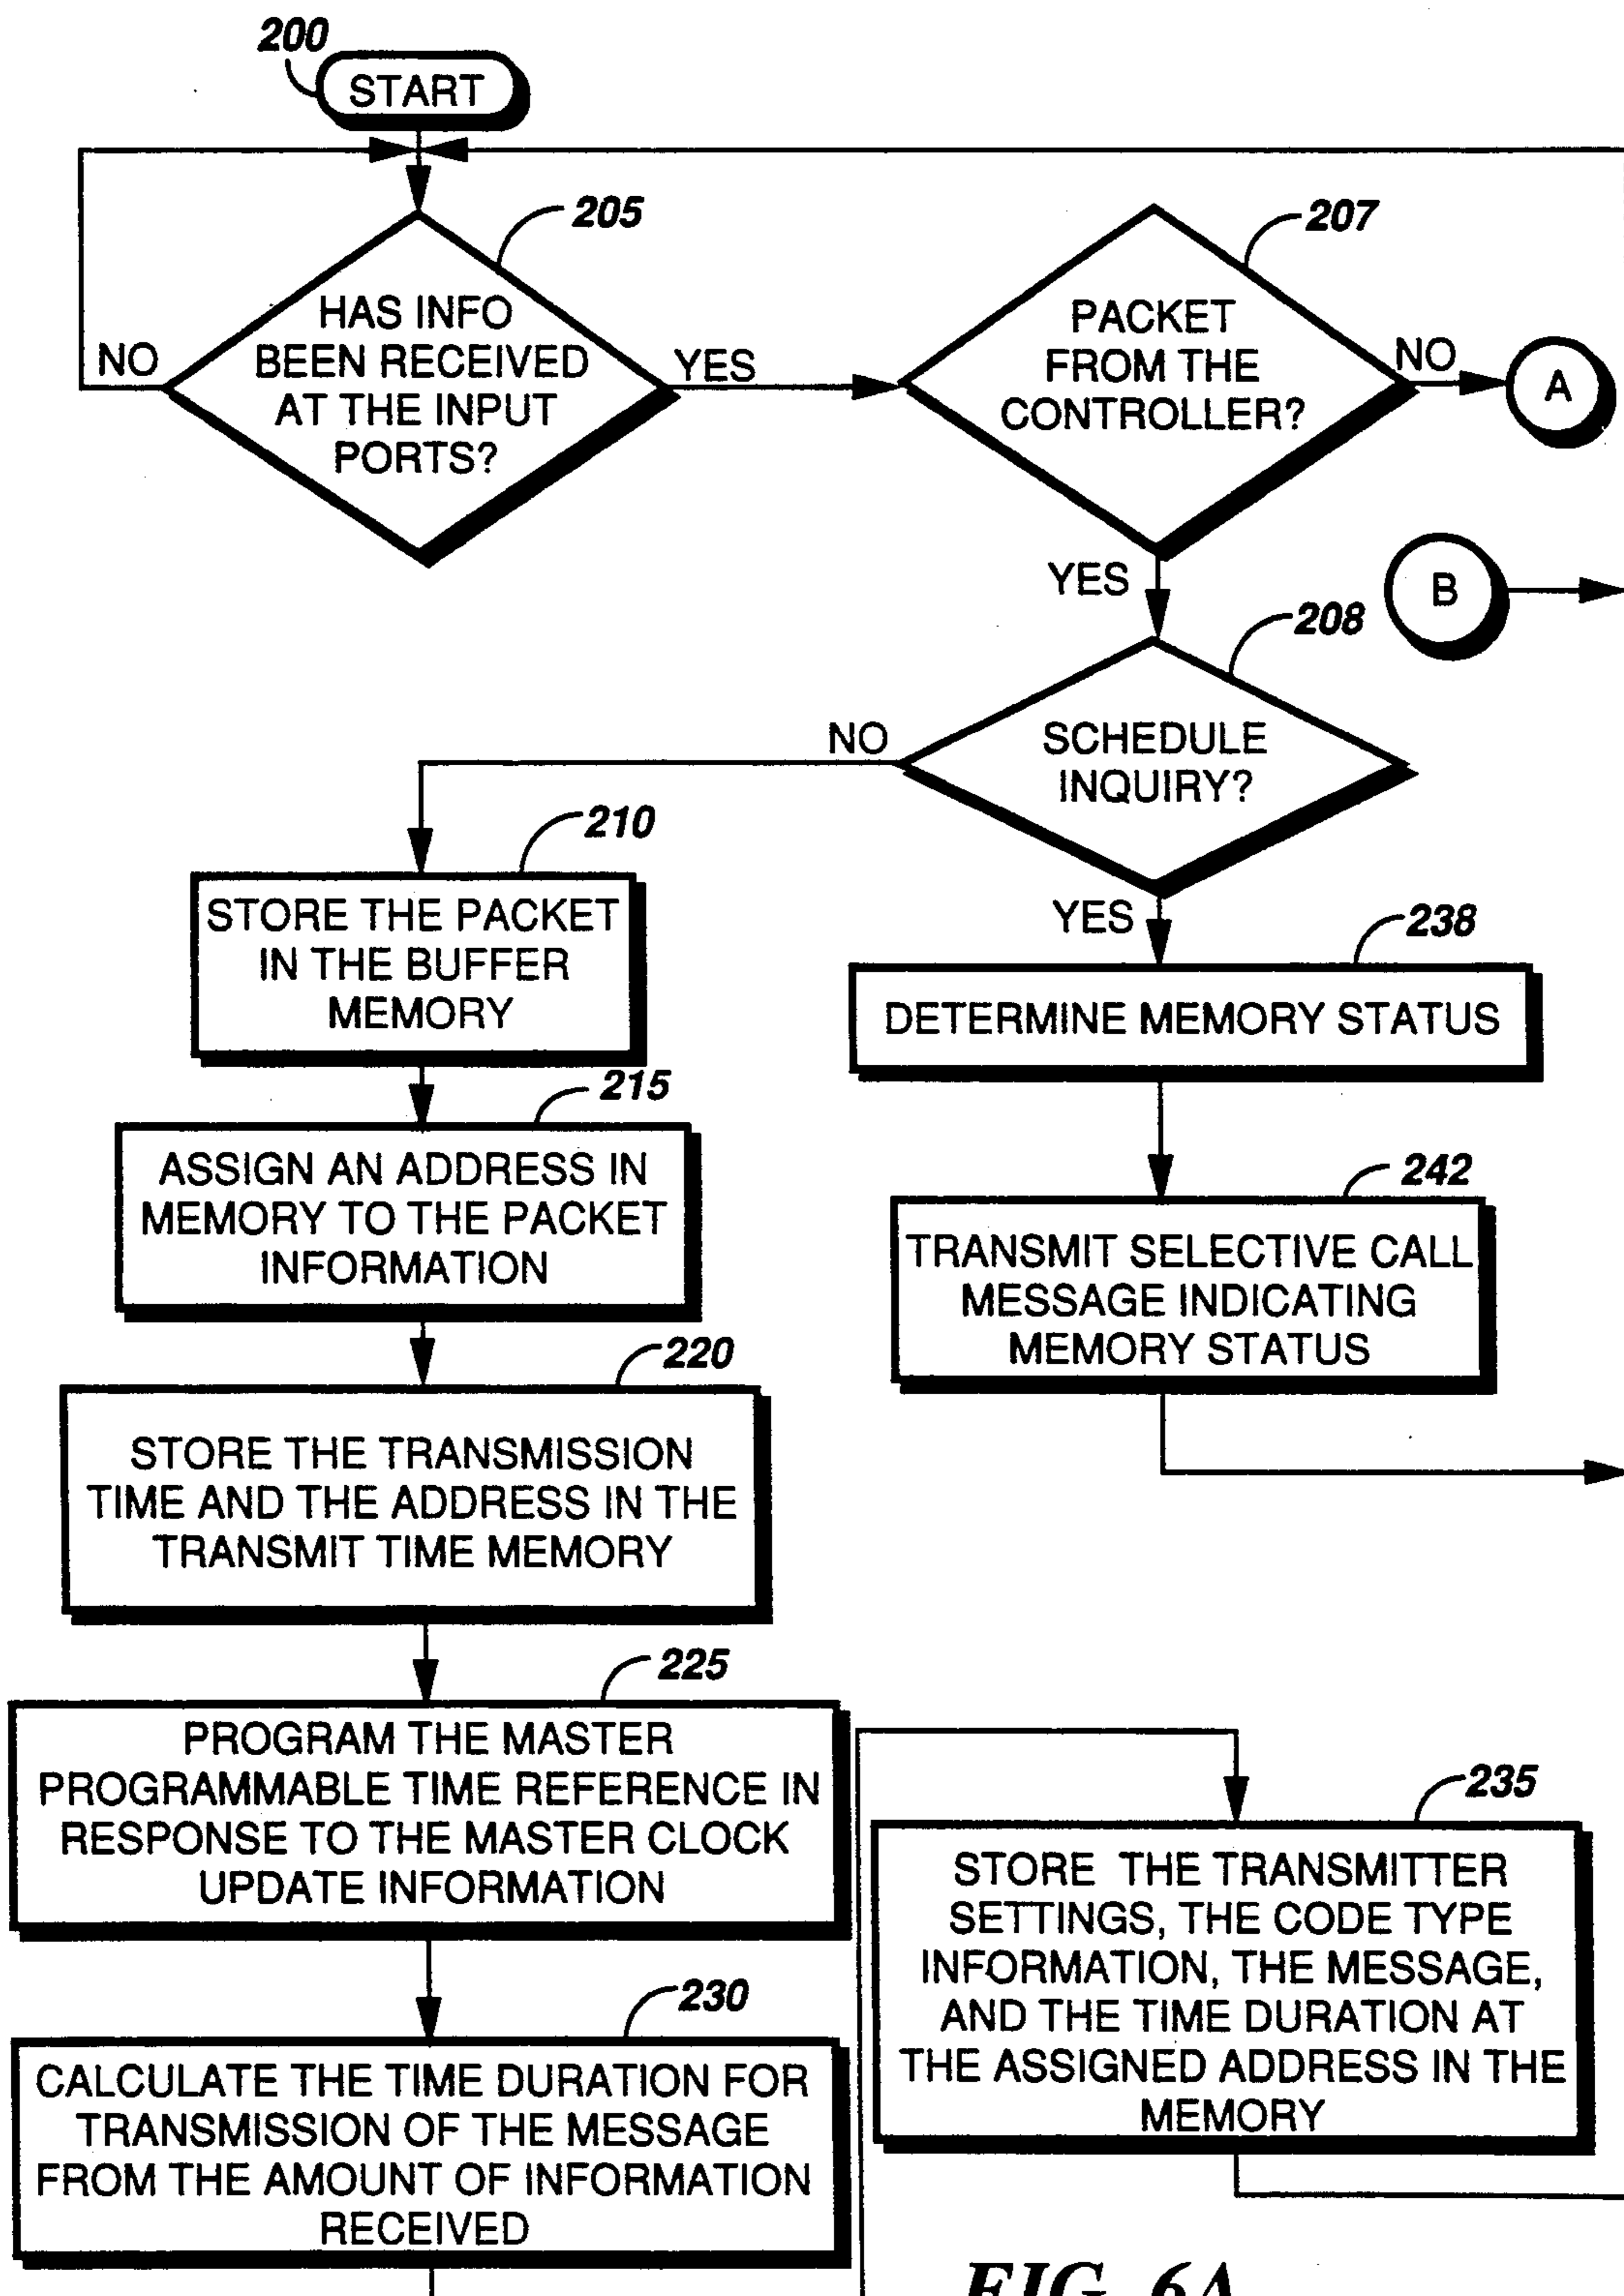 200
START
205
HAS INFO
BEEN RECEIVED
AT THE INPUT
PORTS?
NO
YES
207
PACKET
FROM THE
CONTROLLER?
NO
A
YES
B
208
SCHEDULE
INQUIRY?
NO
YES
210
STORE THE PACKET
IN THE BUFFER
MEMORY
238
DETERMINE MEMORY STATUS
215
ASSIGN AN ADDRESS IN
MEMORY TO THE PACKET
INFORMATION
242
TRANSMIT SELECTIVE CALL
MESSAGE INDICATING
MEMORY STATUS
220
STORE THE TRANSMISSION
TIME AND THE ADDRESS IN THE
TRANSMIT TIME MEMORY
225
PROGRAM THE MASTER
PROGRAMMABLE TIME REFERENCE IN
RESPONSE TO THE MASTER CLOCK
UPDATE INFORMATION
230
CALCULATE THE TIME DURATION FOR
TRANSMISSION OF THE MESSAGE
FROM THE AMOUNT OF INFORMATION
RECEIVED
235
STORE THE TRANSMITTER
SETTINGS, THE CODE TYPE
INFORMATION, THE MESSAGE,
AND THE TIME DURATION AT
THE ASSIGNED ADDRESS IN THE
MEMORY
FIG. 6A